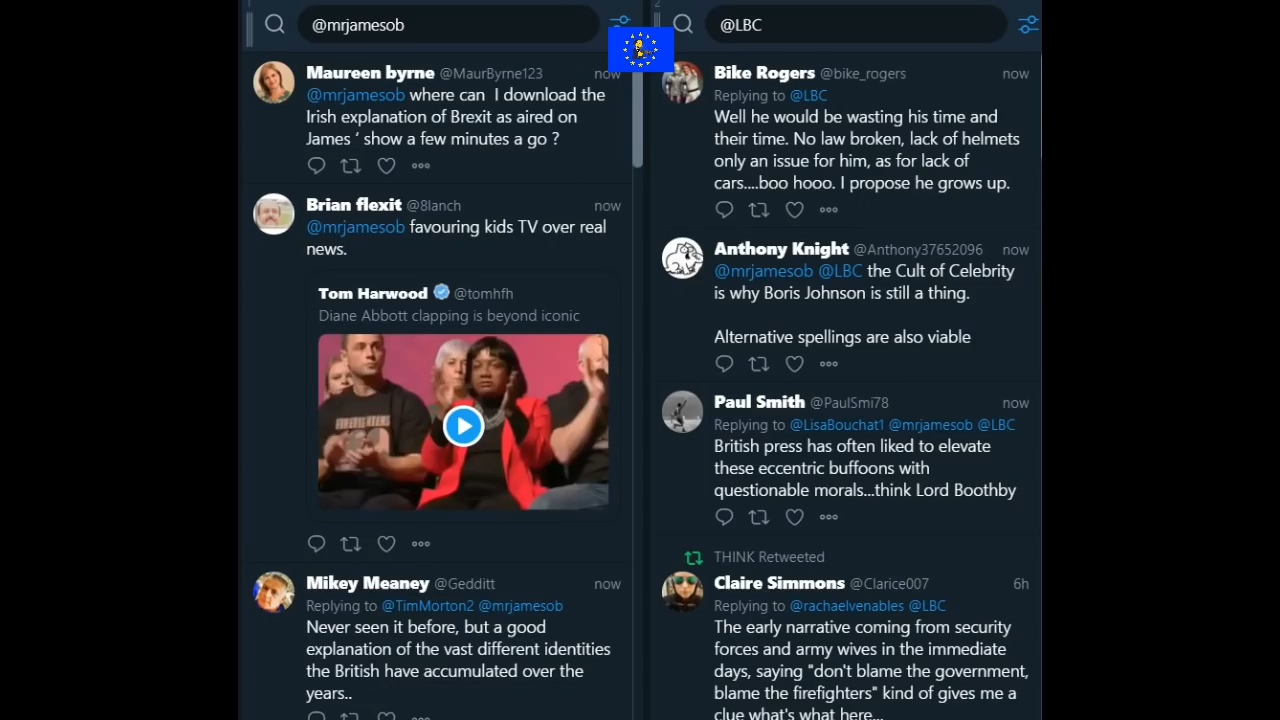 @mrjamesob
Maureen byrne @MaurByrne123 now
@mrjamesob where can I download the
Irish explanation of Brexit as aired on
James ‘ show a few minutes a go ?
Brian flexit @8lanch now
@mrjamesob favouring kids TV over real
news.
Tom Harwood @tomhfh
Diane Abbott clapping is beyond iconic
Mikey Meaney @Gedditt now
Replying to @TimMorton2 @mrjamesob
Never seen it before, but a good
explanation of the vast different identities
the British have accumulated over the
years..
2
@LBC
Bike Rogers @bike_rogers now
Replying to @LBC
Well he would be wasting his time and
their time. No law broken, lack of helmets
only an issue for him, as for lack of
cars....boo hooo. I propose he grows up.
Anthony Knight @Anthony37652096 now
@mrjamesob @LBC the Cult of Celebrity
is why Boris Johnson is still a thing.
Alternative spellings are also viable
Paul Smith @PaulSmi78 now
Replying to @LisaBouchat1 @mrjamesob @LBC
British press has often liked to elevate
these eccentric buffoons with
questionable morals...think Lord Boothby
THINK Retweeted
Claire Simmons @Clarice007 6h
Replying to @rachaelvenables @LBC
The early narrative coming from security
forces and army wives in the immediate
days, saying "don't blame the government,
blame the firefighters" kind of gives me a
clue what's what here...